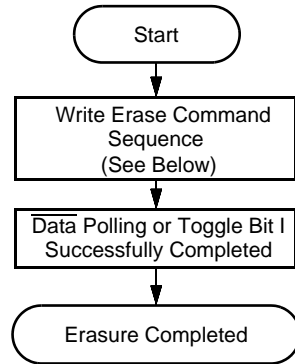 Start
Write Erase Command
Sequence
(See Below)
Data Polling or Toggle Bit I
Successfully Completed
Erasure Completed